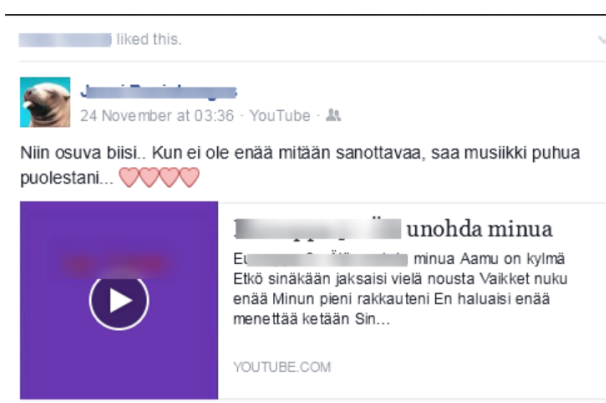 liked this.
24 November at 03:36 · YouTube ·
Niin osuva biisi.. Kun ei ole enää mitään sanottavaa, saa musiikki puhua
puolestani...
unohda minua
minua Aamu on kylmä
Etkö sinäkään jaksaisi vielä nousta Vaikket nuku
enää Minun pieni rakkauteni En haluaisi enää
menettää ketään Sin...
YOUTUBE.COM